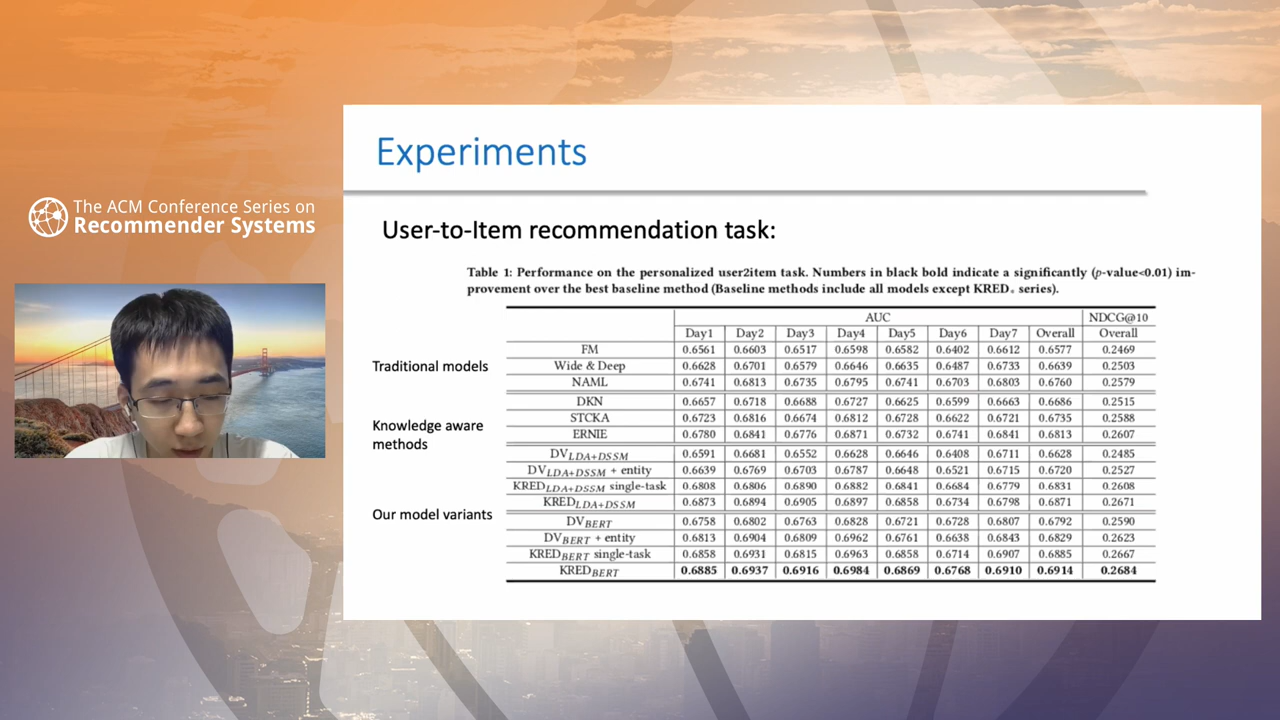 The ACM Conference Series on
Recommender Systems
Experiments
User-to-Item recommendation task:
Table 1: Performance on the personalized user2item task. Numbers in black bold indicate a significantly (p-value<0.01) im-
provement over the best baseline method (Baseline methods include all models except KRED* series).
AUC NDCG@10
Day1 Day2 Day3 Day4 Day5 Day6 Day7 Overall Overall
Traditional models
FM 0.6561 0.6603 0.6517 0.6598 0.6582 0.6402 0.6612 0.6577 0.2469
Wide & Deep 0.6628 0.6701 0.6579 0.6646 0.6635 0.6487 0.6733 0.6639 0.2503
NAML 0.6741 0.6813 0.6735 0.6795 0.6741 0.6703 0.6803 0.6760 0.2579
Knowledge aware
methods
DKN 0.6657 0.6718 0.6688 0.6727 0.6625 0.6599 0.6663 0.6686 0.2515
STCKA 0.6723 0.6816 0.6674 0.6812 0.6728 0.6622 0.6721 0.6735 0.2588
ERNIE 0.6780 0.6841 0.6776 0.6871 0.6732 0.6741 0.6841 0.6813 0.2607
Our model variants
DV LDA+DSSM 0.6591 0.6681 0.6552 0.6628 0.6646 0.6408 0.6711 0.6628 0.2485
DV LDA+DSSM + entity 0.6639 0.6769 0.6703 0.6787 0.6648 0.6521 0.6715 0.6720 0.2527
KRED LDA+DSSM single-task 0.6808 0.6806 0.6890 0.6882 0.6841 0.6684 0.6779 0.6831 0.2608
KRED LDA+DSSM 0.6873 0.6894 0.6905 0.6897 0.6858 0.6734 0.6798 0.6871 0.2671
DV BERT 0.6758 0.6802 0.6763 0.6828 0.6721 0.6728 0.6807 0.6792 0.2590
DV BERT + entity 0.6813 0.6904 0.6809 0.6962 0.6761 0.6638 0.6843 0.6829 0.2623
KRED BERT single-task 0.6858 0.6931 0.6815 0.6963 0.6858 0.6714 0.6907 0.6885 0.2667
KRED BERT 0.6885 0.6937 0.6916 0.6984 0.6869 0.6768 0.6910 0.6914 0.2684